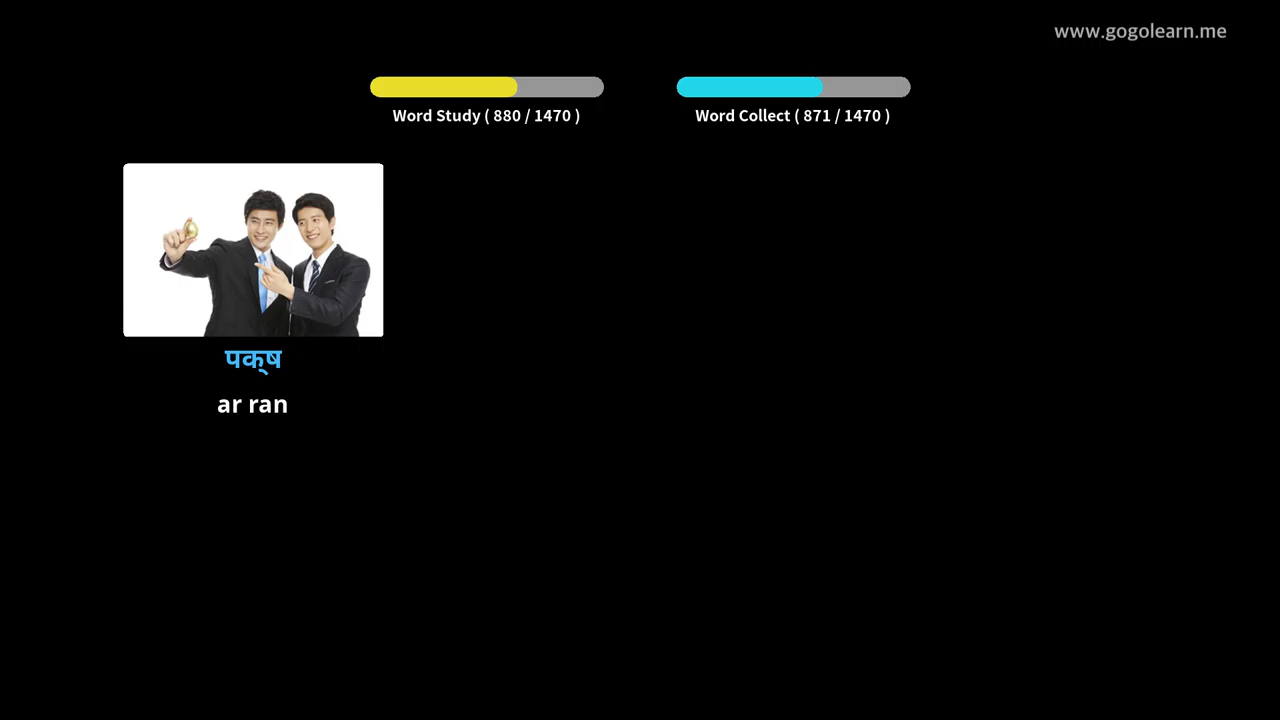 www.gogolearn.me
Word Study ( 880 / 1470 )
Word Collect ( 871 / 1470 )
पक्ष
ar ran